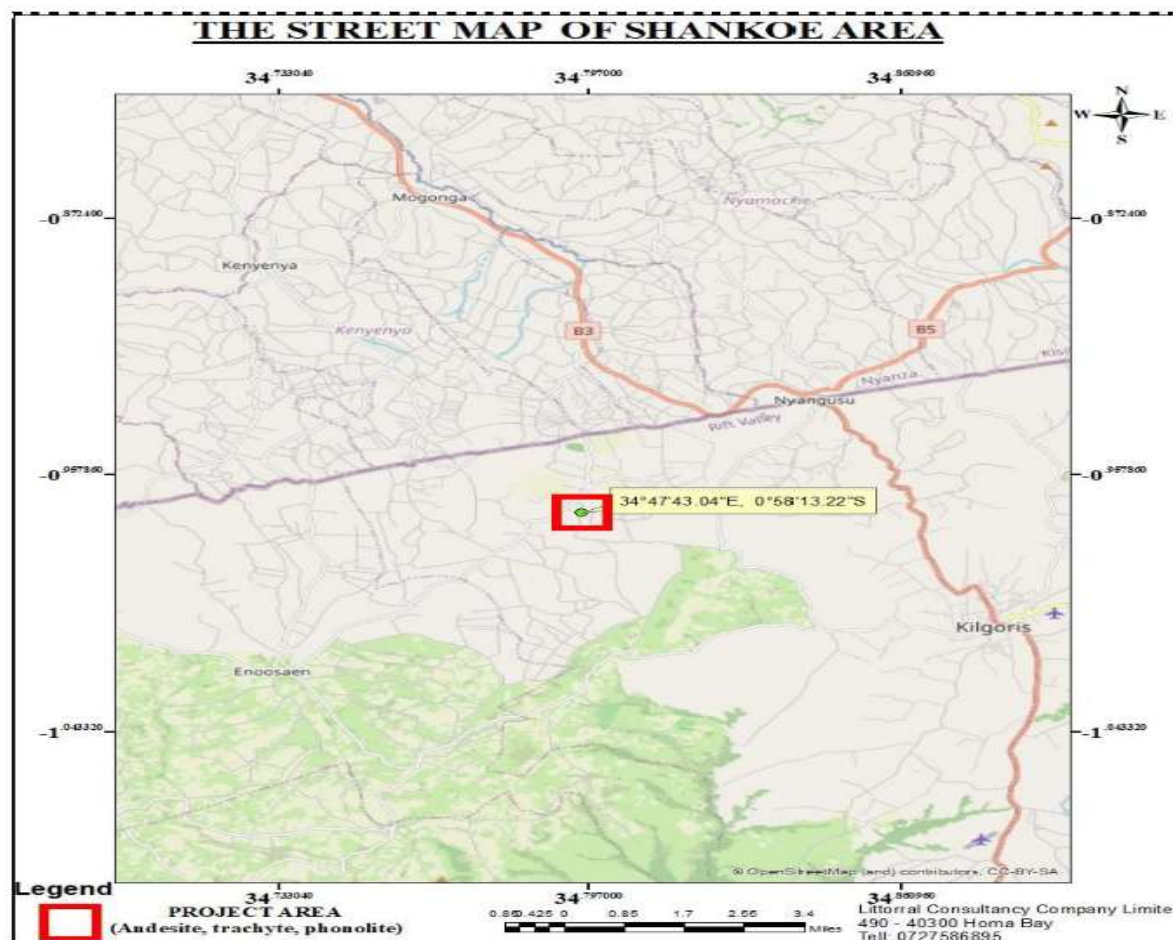 THE STREET MAP OF SHANKOE AREA
34.733040 34.797000 34.860960
N
W E
S
Mogonga
Nyamoche
-0.872400 -0.872400
Kenyenya
Kenyenyo
B3 B5
Kisii
Nyanza
Nyangusu
Rift Valley
-0.957860 -0.957860
34°47'43.04"E, 0°58'13.22"S
Kilgoris
Enoosaen
-1.043320 -1.043320
© OpenStreetMap (and) contributors, CC-BY-SA
Legend
34.733040 34.797000 34.860960
PROJECT AREA
(Andesite, trachyte, phonolite)
0.425 0 0.85 1.7 2.55 3.4
Miles
Littorral Consultancy Company Limite
490 - 40300 Homa Bay
Tell: 0727586895